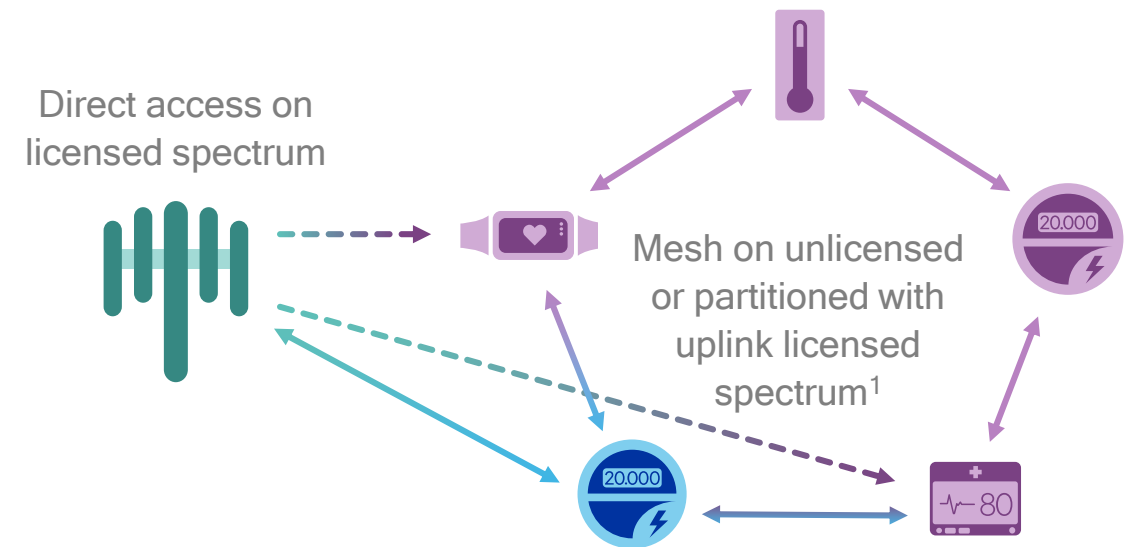 Direct access on
licensed spectrum
20.000
Mesh on unlicensed
or partitioned with
uplink licensed
spectrum1
20.000
80